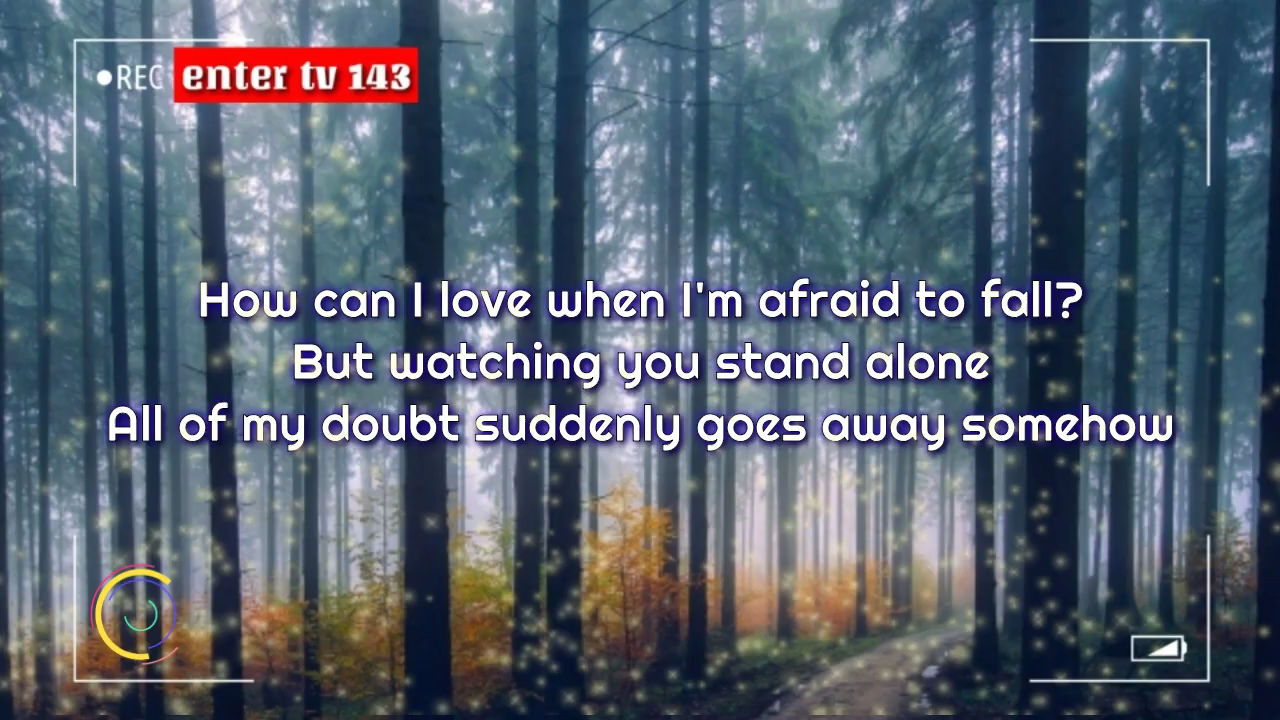 ●REC enter tv 143
How can I love when I'm afraid to fall?
But watching you stand alone
All of my doubt suddenly goes away somehow